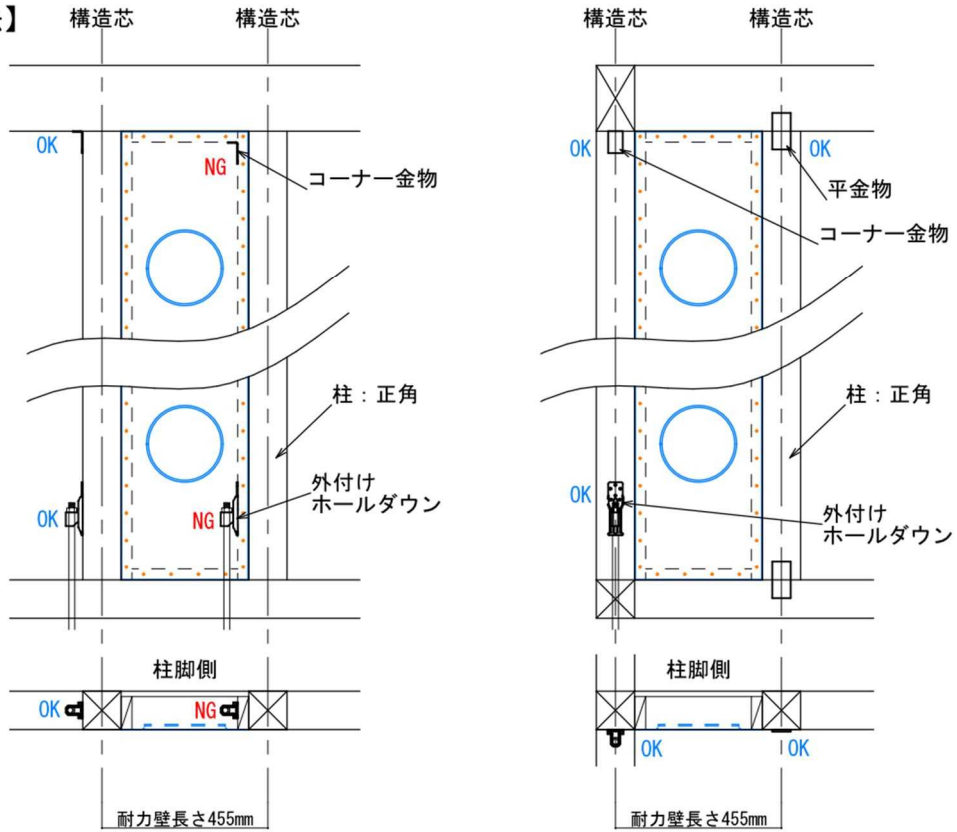 】
構造芯
構造芯
OK
NG
コーナー金物
柱：正角
外付け
ホールダウン
OK
NG
柱脚側
OK
NG
耐力壁長さ455mm
構造芯
構造芯
OK
OK
平金物
コーナー金物
柱：正角
OK
外付け
ホールダウン
柱脚側
OK
OK
耐力壁長さ455mm